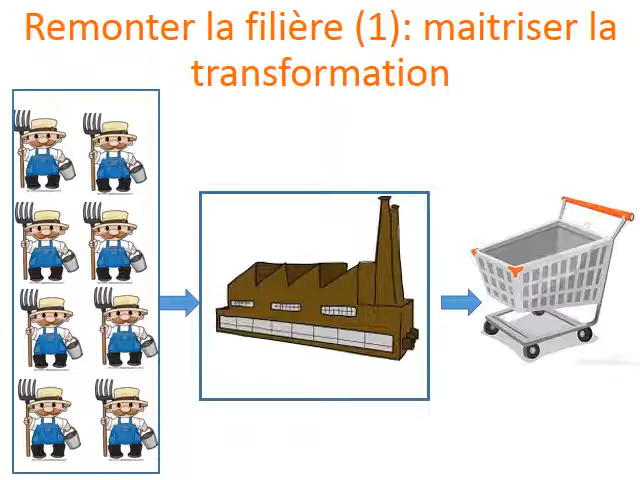 Remonter la filière (1): maitriser la
transformation